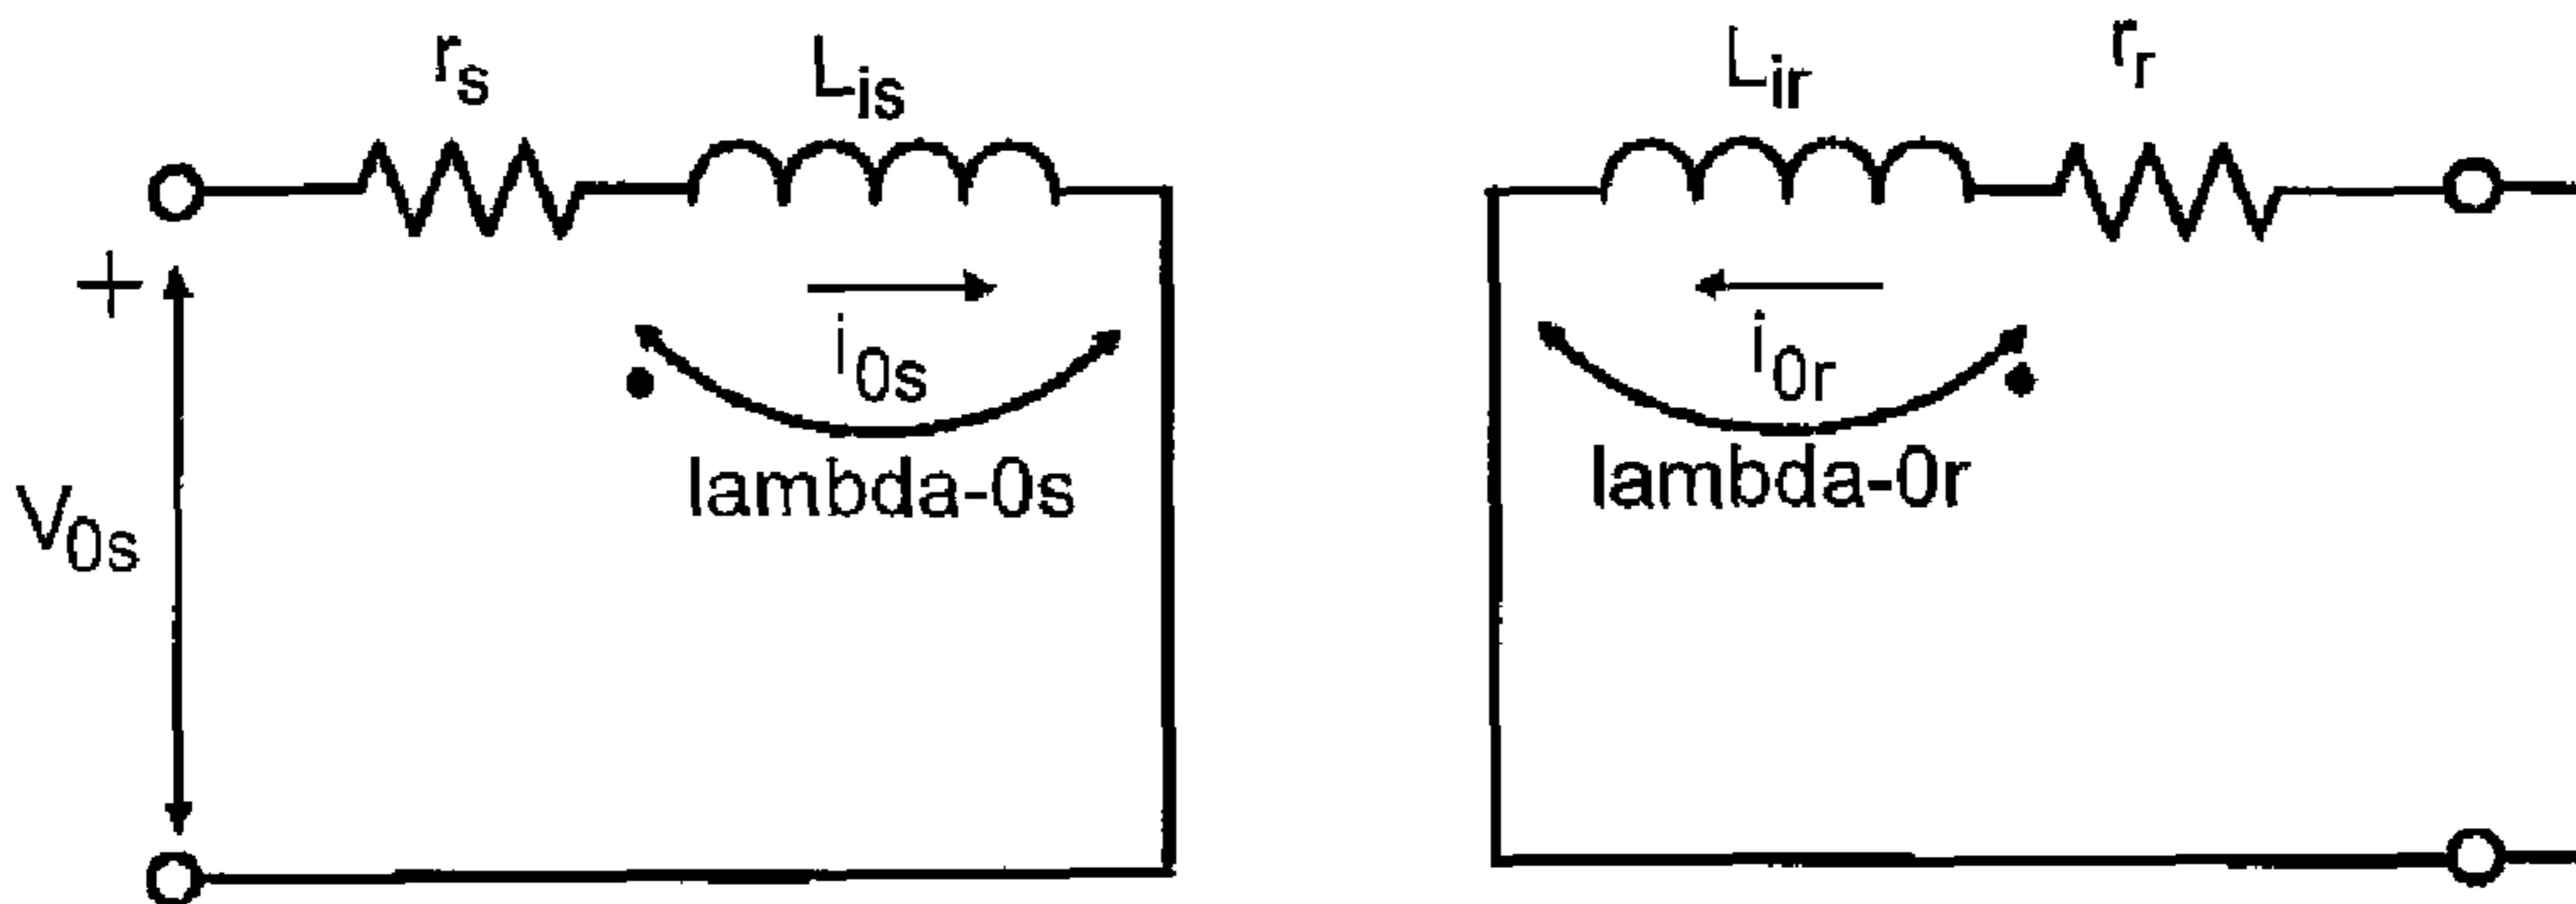 r_s L_is L_ir r_r
+
i_0s i_0r
V_0s lambda-0s lambda-0r